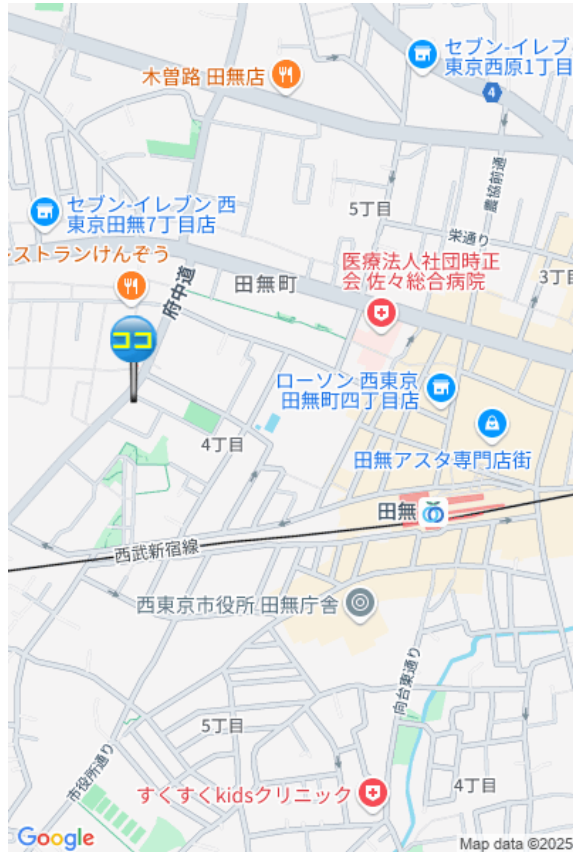 セブン-イレブ
東京西原1丁目
木曽路 田無店
4
農協前通り
5丁目
セブン-イレブン 西
東京田無7丁目店
栄通り
ストランけんぞう
医療法人社団時正
会 佐々総合病院
3丁目
府中道
田無町
ココ
ローソン 西東京
田無町四丁目店
4丁目
田無アスタ専門店街
田無
西武新宿線
西東京市役所 田無庁舎
向台東通り
5丁目
市役所通り
4丁目
すくすくkidsクリニック
Google
Map data ©2025